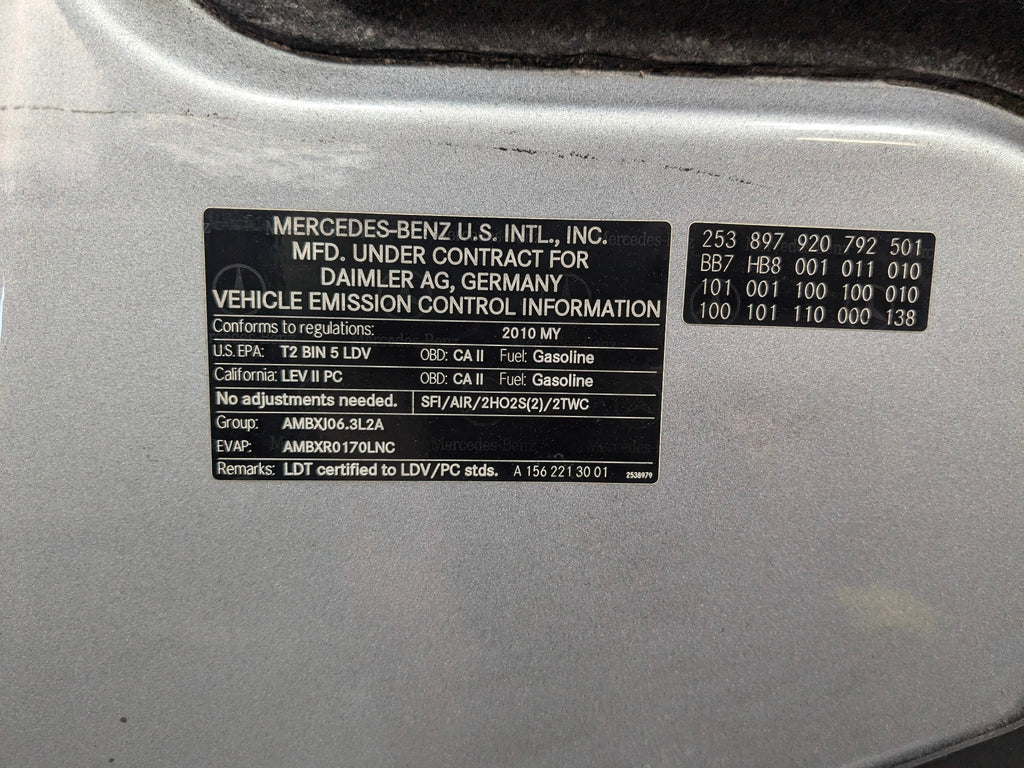 MERCEDES-BENZ U.S. INTL., INC.
MFD. UNDER CONTRACT FOR
DAIMLER AG, GERMANY
VEHICLE EMISSION CONTROL INFORMATION
Conforms to regulations: 2010 MY
U.S. EPA: T2 BIN 5 LDV OBD: CA II Fuel: Gasoline
California: LEV II PC OBD: CA II Fuel: Gasoline
No adjustments needed. SFI/AIR/2HO2S(2)/2TWC
Group: AMBXJ06.3L2A
EVAP: AMBXR0170LNC
Mercedes-Benz
Remarks: LDT certified to LDV/PC stds. A 156 221 30 01 2538979
253 897 920 792 501
BB7 HB8 001 011 010
101 001 100 100 010
100 101 110 000 138